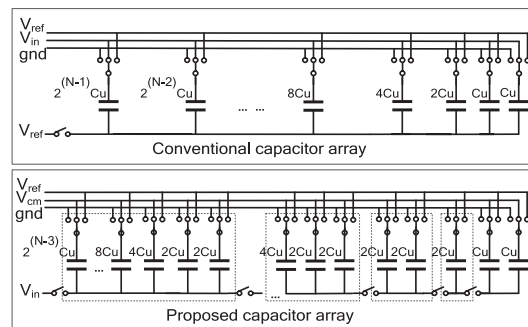 Vref
Vin
gnd
2^(N-1)Cu 2^(N-2)Cu ... ... 8Cu 4Cu 2Cu Cu Cu
Vref
Conventional capacitor array
Vref
Vcm
gnd
2^(N-3)Cu ... 8Cu 4Cu 2Cu 2Cu 4Cu 2Cu 2Cu 2Cu 2Cu 2Cu Cu Cu
Vin ...
Proposed capacitor array